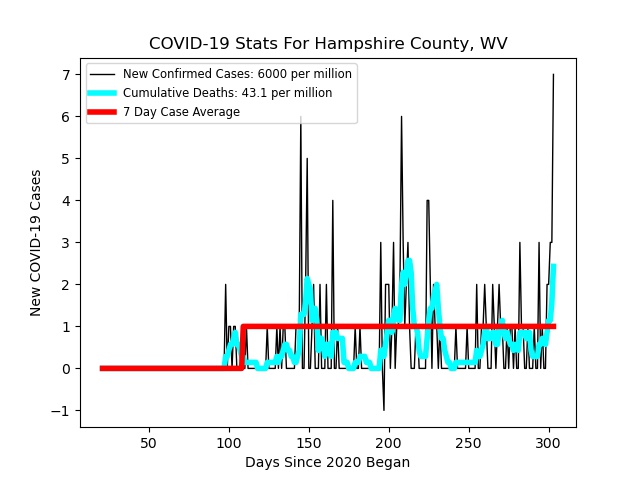 COVID-19 Stats For Hampshire County, WV
New Confirmed Cases: 6000 per million
Cumulative Deaths: 43.1 per million
7 Day Case Average
New COVID-19 Cases
7
6
5
4
3
2
1
0
−1
50 100 150 200 250 300
Days Since 2020 Began